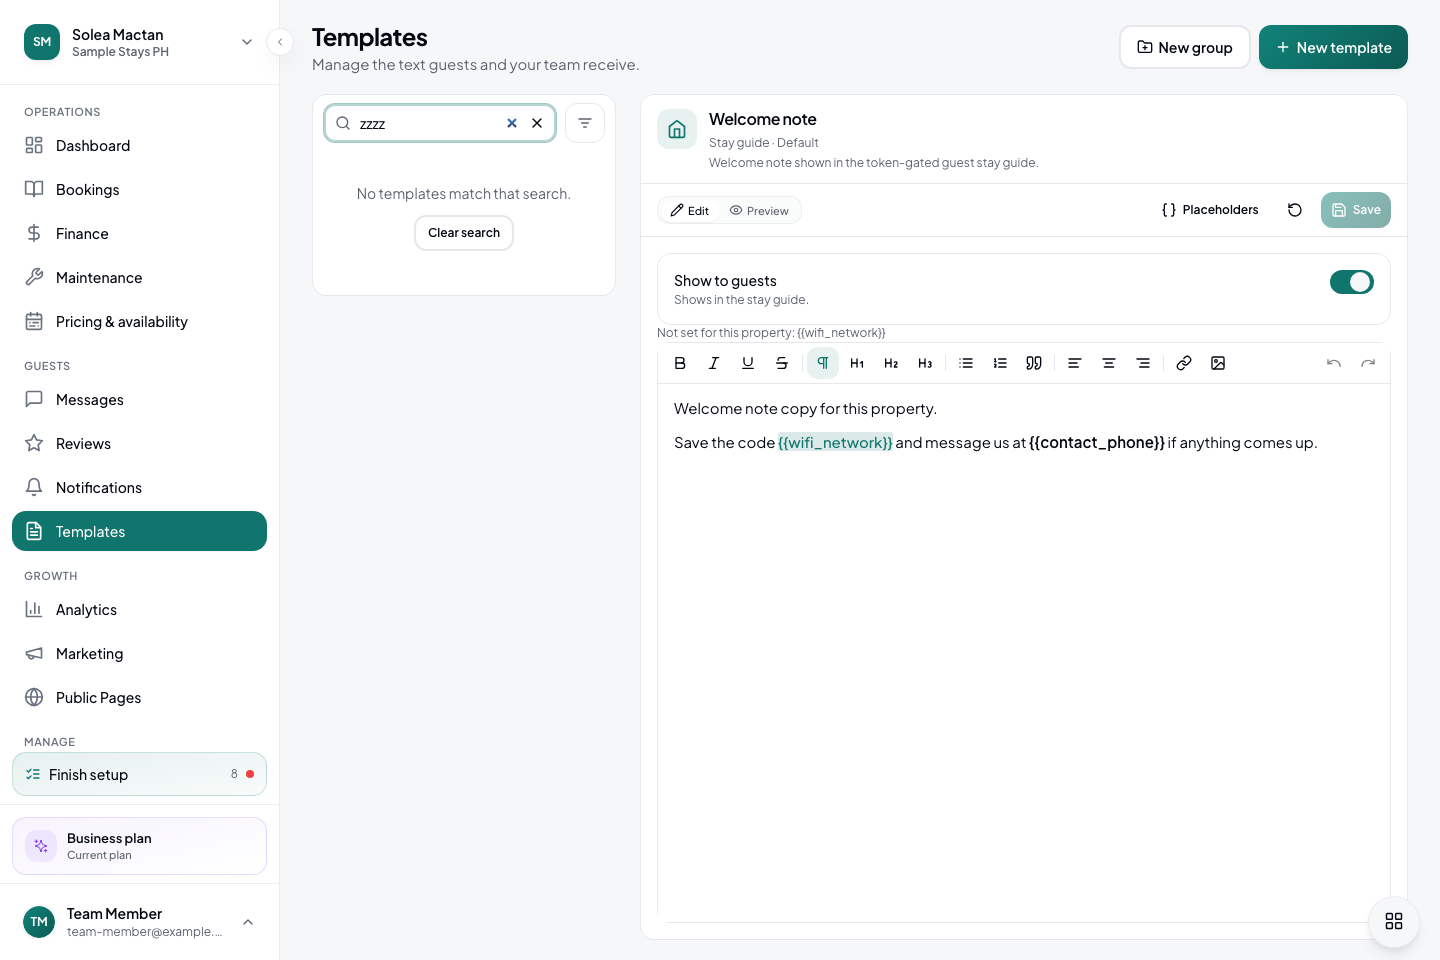 SM
Solea Mactan
Sample Stays PH
OPERATIONS
Dashboard
Bookings
Finance
Maintenance
Pricing & availability
GUESTS
Messages
Reviews
Notifications
Templates
GROWTH
Analytics
Marketing
Public Pages
MANAGE
Finish setup
8
Business plan
Current plan
TM
Team Member
team-member@example....
Templates
Manage the text guests and your team receive.
New group
New template
zzzz
No templates match that search.
Clear search
Welcome note
Stay guide · Default
Welcome note shown in the token-gated guest stay guide.
Edit
Preview
Placeholders
Save
Show to guests
Shows in the stay guide.
Not set for this property: {{wifi_network}}
H1
H2
H3
Welcome note copy for this property.
Save the code {{wifi_network}} and message us at {{contact_phone}} if anything comes up.